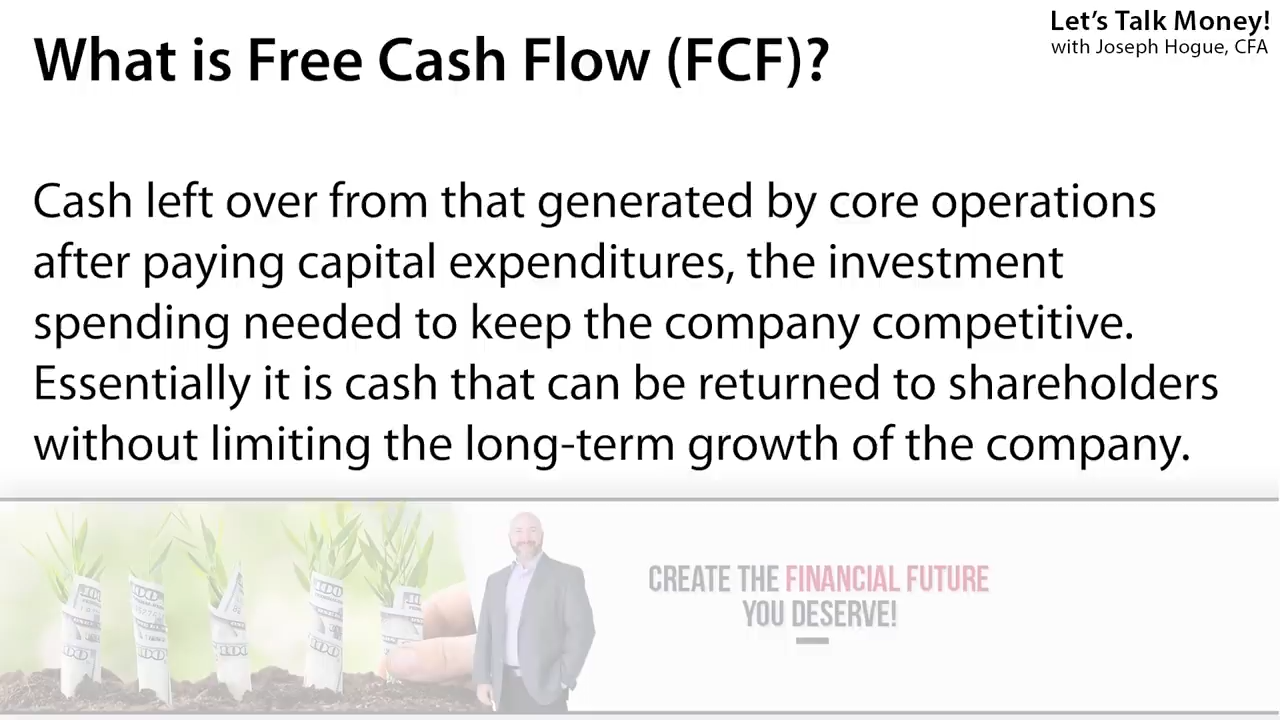 Let's Talk Money!
with Joseph Hogue, CFA
What is Free Cash Flow (FCF)?
Cash left over from that generated by core operations
after paying capital expenditures, the investment
spending needed to keep the company competitive.
Essentially it is cash that can be returned to shareholders
without limiting the long-term growth of the company.
CREATE THE FINANCIAL FUTURE
YOU DESERVE!